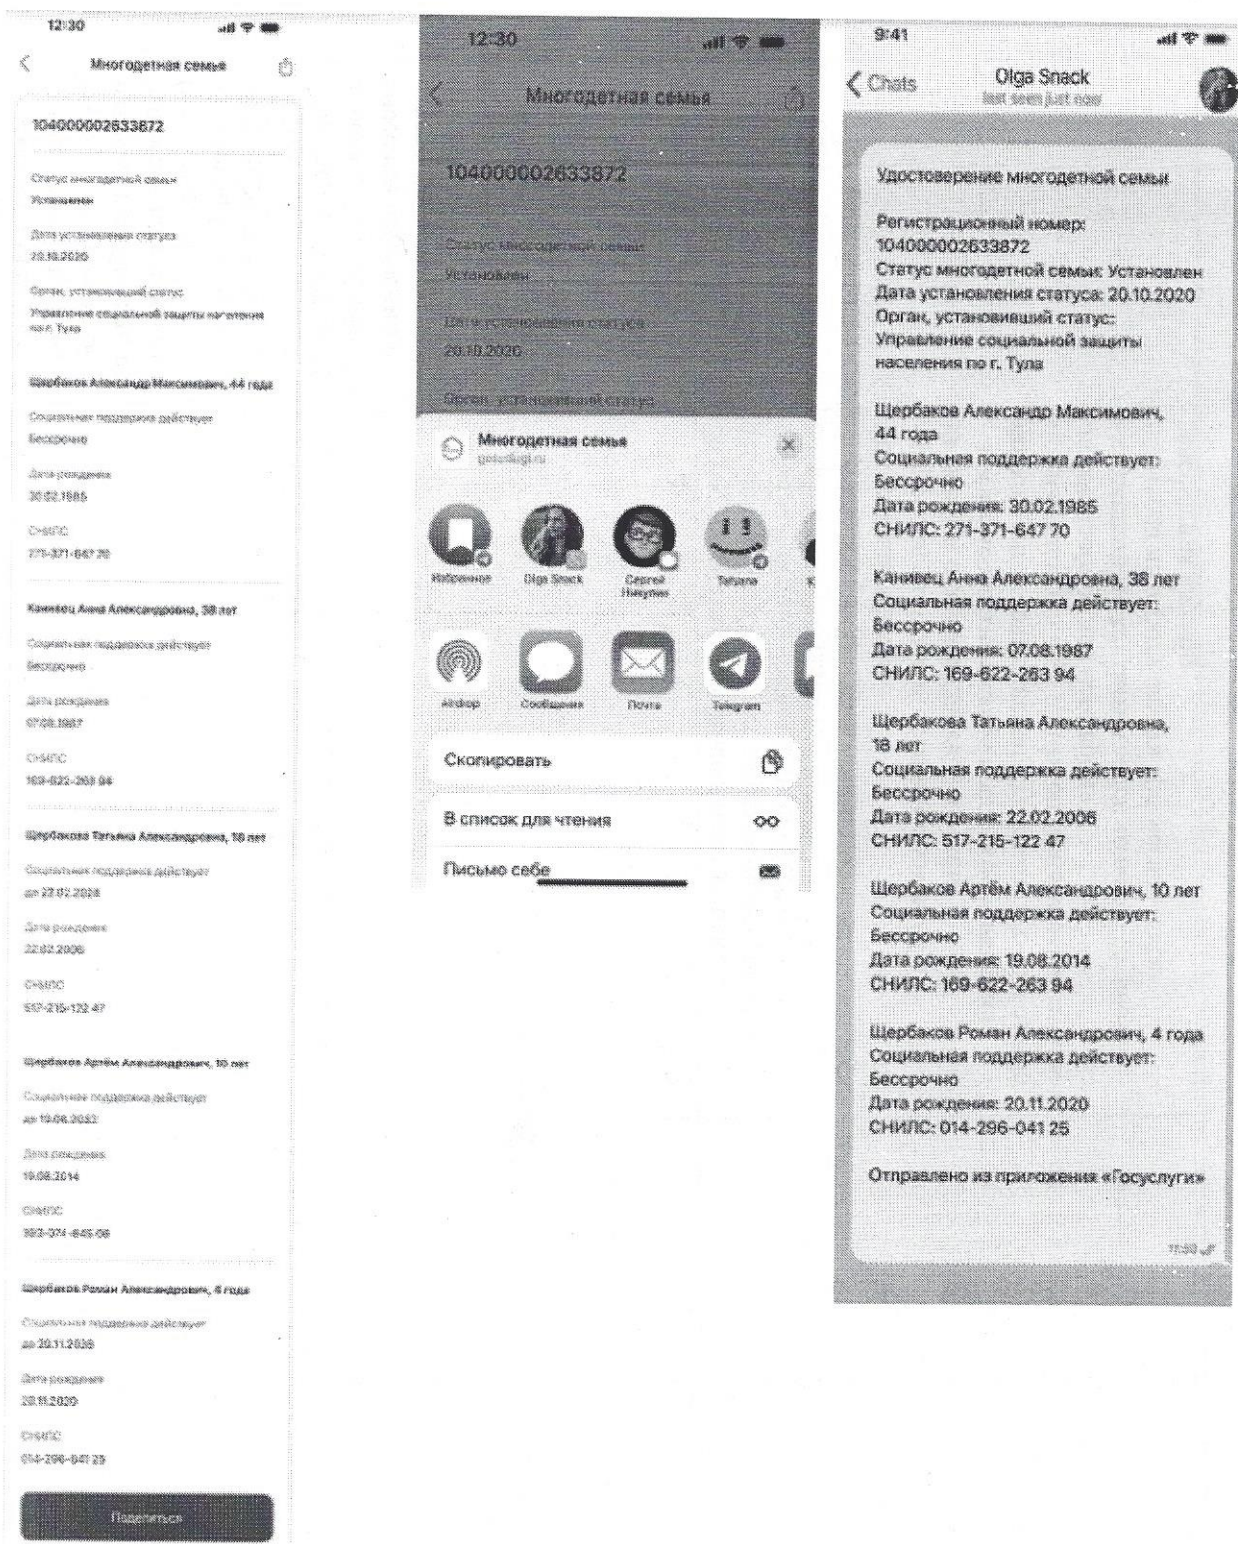 12:30
Многодетная семья
104000002633872
Статус многодетной семьи
Установлен
Дата установления статуса
20.10.2020
Орган, установивший статус
Управление социальной защиты населения
по г. Тула
Щербаков Александр Максимович, 44 года
Социальная поддержка действует
Бессрочно
Дата рождения
30.02.1985
СНИЛС
271-371-647 70
Канивец Анна Александровна, 38 лет
Социальная поддержка действует
Бессрочно
Дата рождения
07.08.1987
СНИЛС
169-622-263 94
Щербакова Татьяна Александровна, 18 лет
Социальная поддержка действует
Дата рождения
22.02.2006
СНИЛС
517-215-122 47
Щербаков Артём Александрович, 10 лет
Социальная поддержка действует
Дата рождения
19.08.2014
СНИЛС
Щербаков Роман Александрович, 4 года
Социальная поддержка действует
Дата рождения
20.11.2020
СНИЛС
014-296-041 25
Поделиться
12:30
Многодетная семья
104000002633872
Статус многодетной семьи
Установлен
Дата установления статуса
20.10.2020
Орган, установивший статус
Многодетная семья
gosuslugi.ru
Избранное
Olga Snack
Сергей
Никулин
Татьяна
Airdrop
Сообщения
Почта
Telegram
Скопировать
В список для чтения
Письмо себе
9:41
Chats
Olga Snack
last seen just now
Удостоверение многодетной семьи
Регистрационный номер:
104000002633872
Статус многодетной семьи: Установлен
Дата установления статуса: 20.10.2020
Орган, установивший статус:
Управление социальной защиты
населения по г. Тула
Щербаков Александр Максимович,
44 года
Социальная поддержка действует:
Бессрочно
Дата рождения: 30.02.1985
СНИЛС: 271-371-647 70
Канивец Анна Александровна, 38 лет
Социальная поддержка действует:
Бессрочно
Дата рождения: 07.08.1987
СНИЛС: 169-622-263 94
Щербакова Татьяна Александровна,
18 лет
Социальная поддержка действует:
Бессрочно
Дата рождения: 22.02.2006
СНИЛС: 517-215-122 47
Щербаков Артём Александрович, 10 лет
Социальная поддержка действует:
Бессрочно
Дата рождения: 19.08.2014
СНИЛС: 169-622-263 94
Щербаков Роман Александрович, 4 года
Социальная поддержка действует:
Бессрочно
Дата рождения: 20.11.2020
СНИЛС: 014-296-041 25
Отправлено из приложения «Госуслуги»